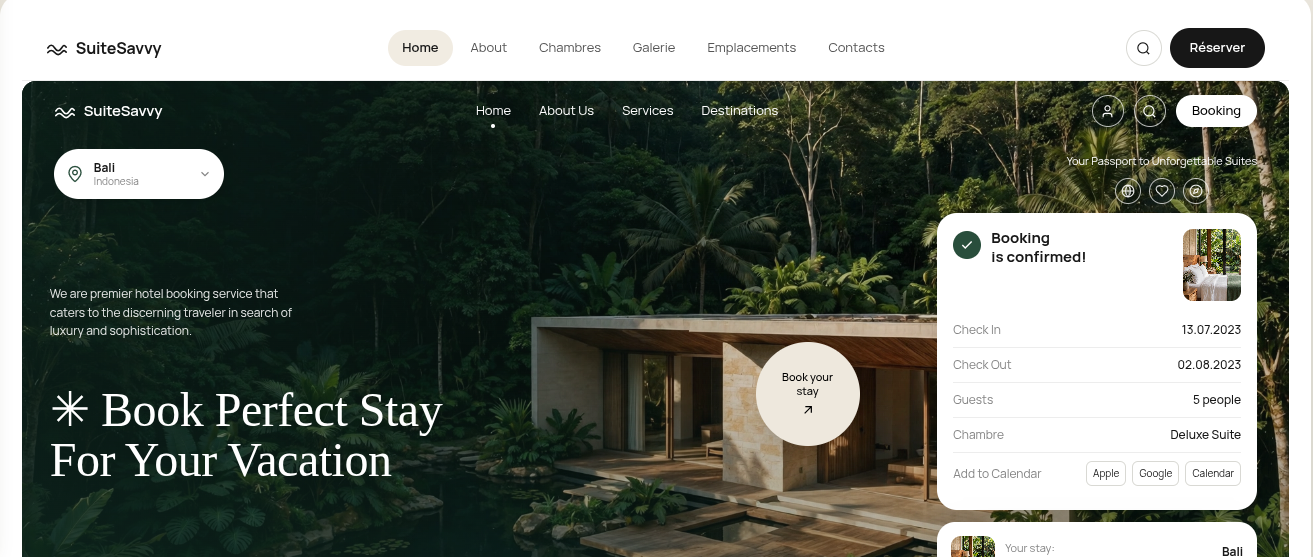 SuiteSavvy
Home
About
Chambres
Galerie
Emplacements
Contacts
Réserver
SuiteSavvy
Home
About Us
Services
Destinations
Booking
Bali
Indonesia
Your Passport to Unforgettable Suites
We are premier hotel booking service that
caters to the discerning traveler in search of
luxury and sophistication.
✳ Book Perfect Stay
For Your Vacation
Book your
stay
Booking
is confirmed!
Check In 13.07.2023
Check Out 02.08.2023
Guests 5 people
Chambre Deluxe Suite
Add to Calendar Apple Google Calendar
Your stay:
Bali